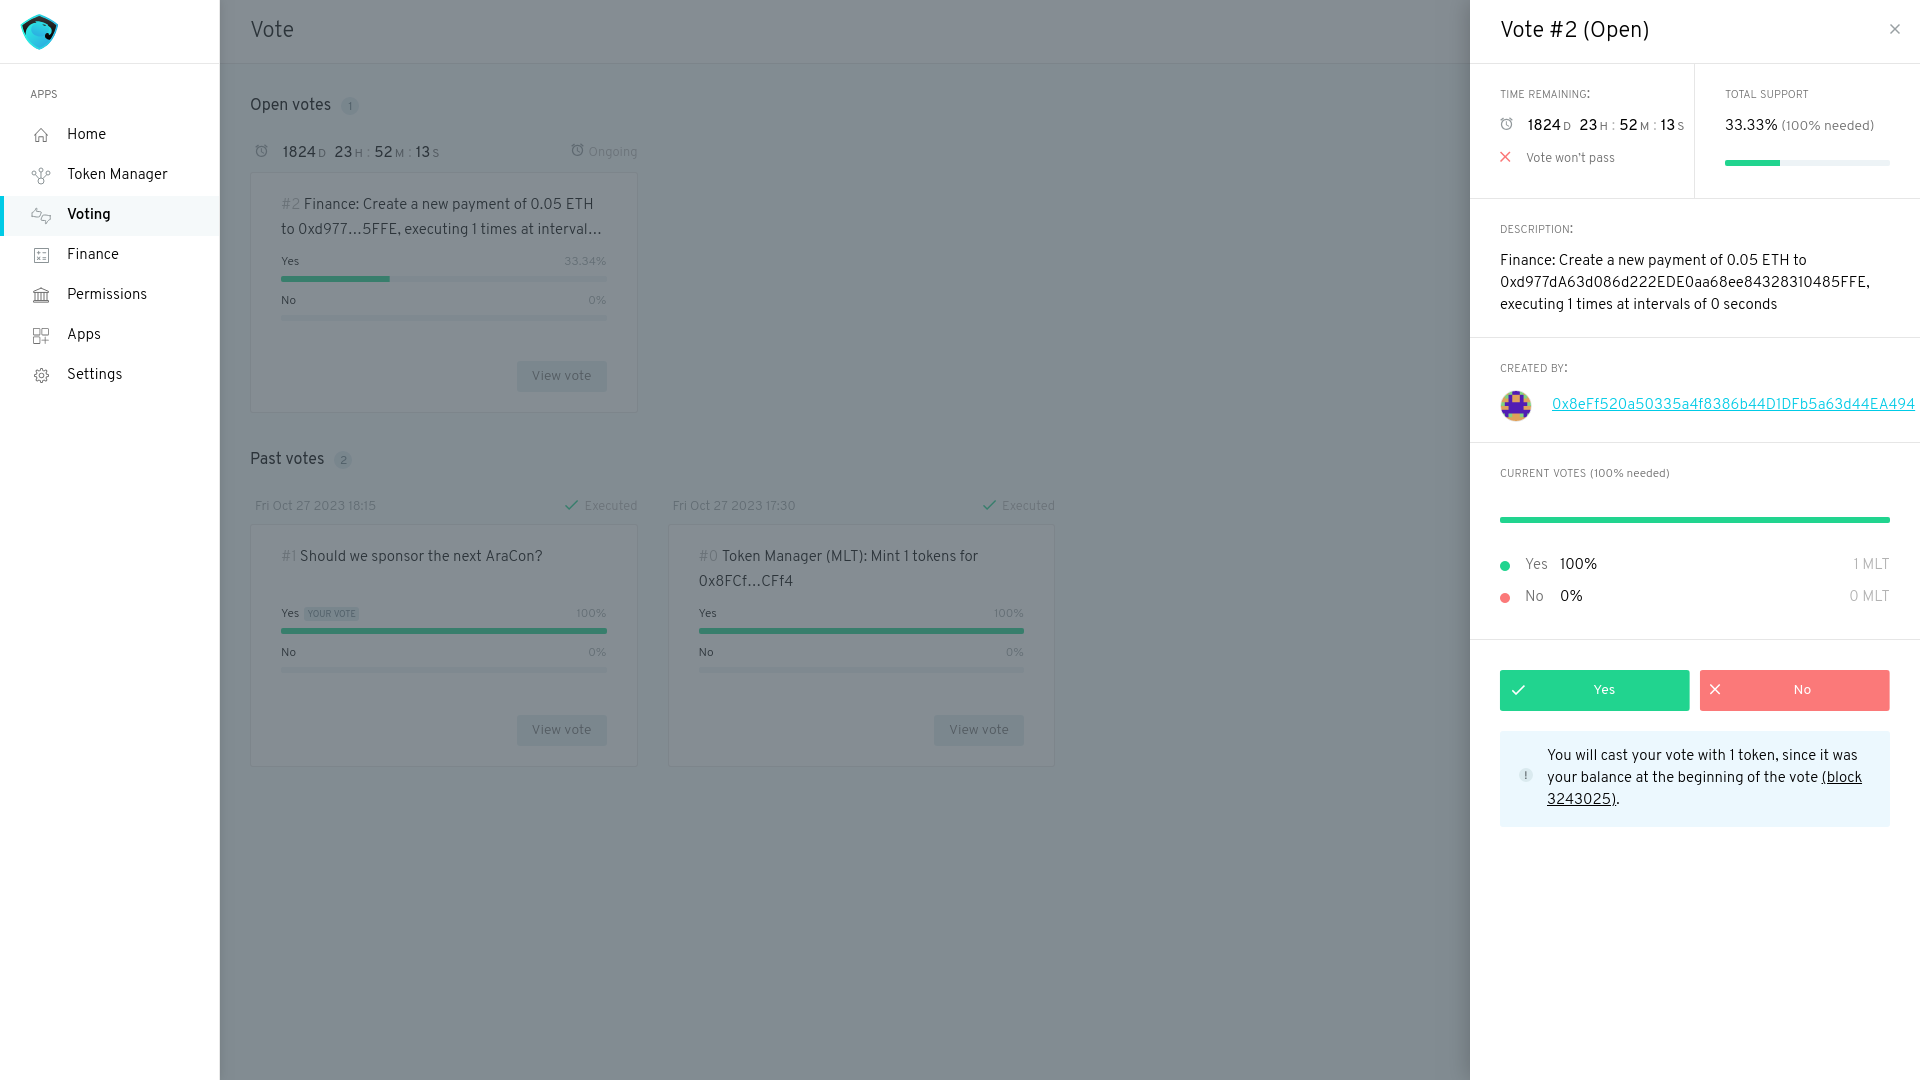 APPS
Home
Token Manager
Voting
Finance
Permissions
Apps
Settings
Vote
Open votes 1
1824 D 23 H : 52 M : 13 S Ongoing
#2 Finance: Create a new payment of 0.05 ETH
to 0xd977…5FFE, executing 1 times at interval…
Yes 33.34%
No 0%
View vote
Past votes 2
Fri Oct 27 2023 18:15 Executed
#1 Should we sponsor the next AraCon?
Yes YOUR VOTE 100%
No 0%
View vote
Fri Oct 27 2023 17:30 Executed
#0 Token Manager (MLT): Mint 1 tokens for
0x8FCf…CFf4
Yes 100%
No 0%
View vote
Vote #2 (Open)
TIME REMAINING:
1824 D 23 H : 52 M : 13 S
Vote won't pass
TOTAL SUPPORT
33.33% (100% needed)
DESCRIPTION:
Finance: Create a new payment of 0.05 ETH to
0xd977dA63d086d222EDE0aa68ee84328310485FFE,
executing 1 times at intervals of 0 seconds
CREATED BY:
0x8eFf520a50335a4f8386b44D1DFb5a63d44EA494
CURRENT VOTES (100% needed)
Yes 100% 1 MLT
No 0% 0 MLT
Yes
No
You will cast your vote with 1 token, since it was
your balance at the beginning of the vote (block
3243025).